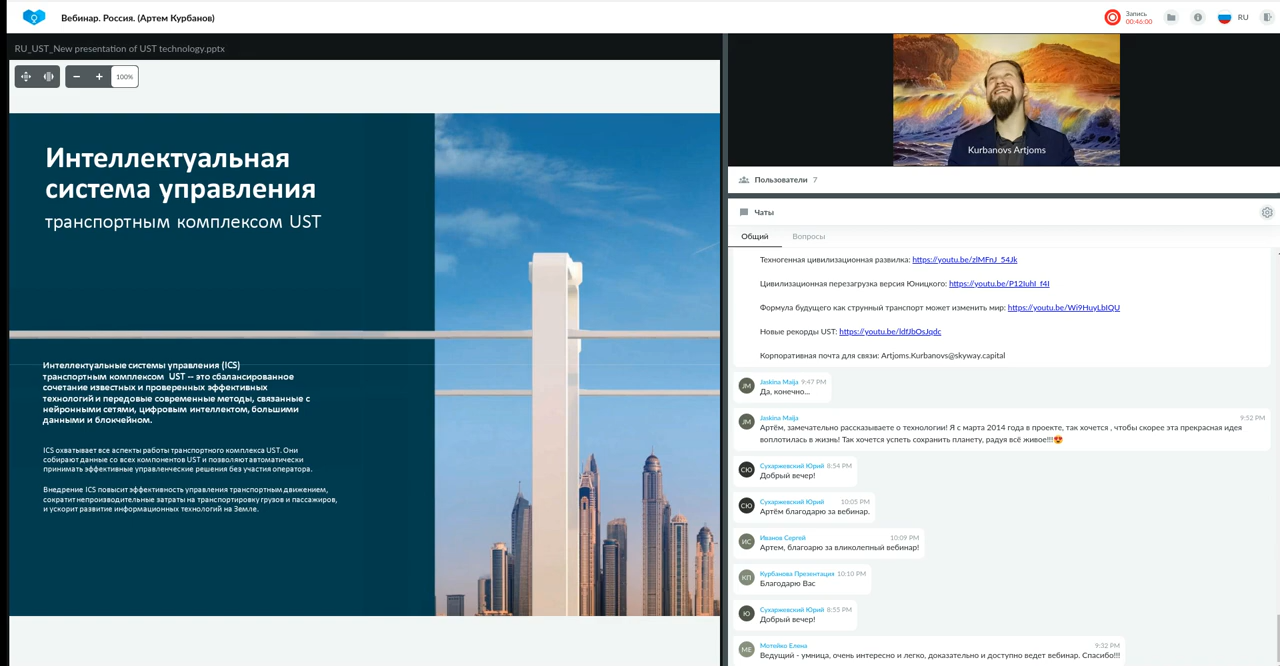 Вебинар. Россия. (Артем Курбанов)
Запись
00:46:00
RU
RU_UST_New presentation of UST technology.pptx
100%
Интеллектуальная
система управления
транспортным комплексом UST
Интеллектуальные системы управления (ICS)
транспортным комплексом UST – это сбалансированное
сочетание известных и проверенных эффективных
технологий и передовые современные методы, связанные с
нейронными сетями, цифровым интеллектом, большими
данными и блокчейном.
ICS охватывает все аспекты работы транспортного комплекса UST. Они
собирают данные со всех компонентов UST и позволяют автоматически
принимать эффективные управленческие решения без участия оператора.
Внедрение ICS повысит эффективность управления транспортным движением,
сократит непроизводительные затраты на транспортировку грузов и пассажиров,
и ускорит развитие информационных технологий на Земле.
Kurbanovs Artjoms
Пользователи 7
Чаты
Общий Вопросы
Техногенная цивилизационная развилка: https://youtu.be/zlMFnJ_54Jk
Цивилизационная перезагрузка версия Юницкого: https://youtu.be/P12IuhI_f4I
Формула будущего как струнный транспорт может изменить мир: https://youtu.be/Wi9HuyLbIQU
Новые рекорды UST: https://youtu.be/ldfJbOsJqdc
Корпоративная почта для связи: Artjoms.Kurbanovs@skyway.capital
JM Jaskina Maija 9:47 PM
Да, конечно...
JM Jaskina Maija 9:52 PM
Артём, замечательно рассказываете о технологии! Я с марта 2014 года в проекте, так хочется , чтобы скорее эта прекрасная идея
воплотилась в жизнь! Так хочется успеть сохранить планету, радуя всё живое!!!😍
СЮ Сухаржевский Юрий 8:54 PM
Добрый вечер!
СЮ Сухаржевский Юрий 10:05 PM
Артём благодарю за вебинар.
ИС Иванов Сергей 10:09 PM
Артем, благоарю за вликолепный вебинар!
КП Курбанова Презентация 10:10 PM
Благодарю Вас
Ю Сухаржевский Юрий 8:55 PM
Добрый вечер!
МЕ Мотейко Елена 9:32 PM
Ведущий - умница, очень интересно и легко, доказательно и доступно ведет вебинар. Спасибо!!!